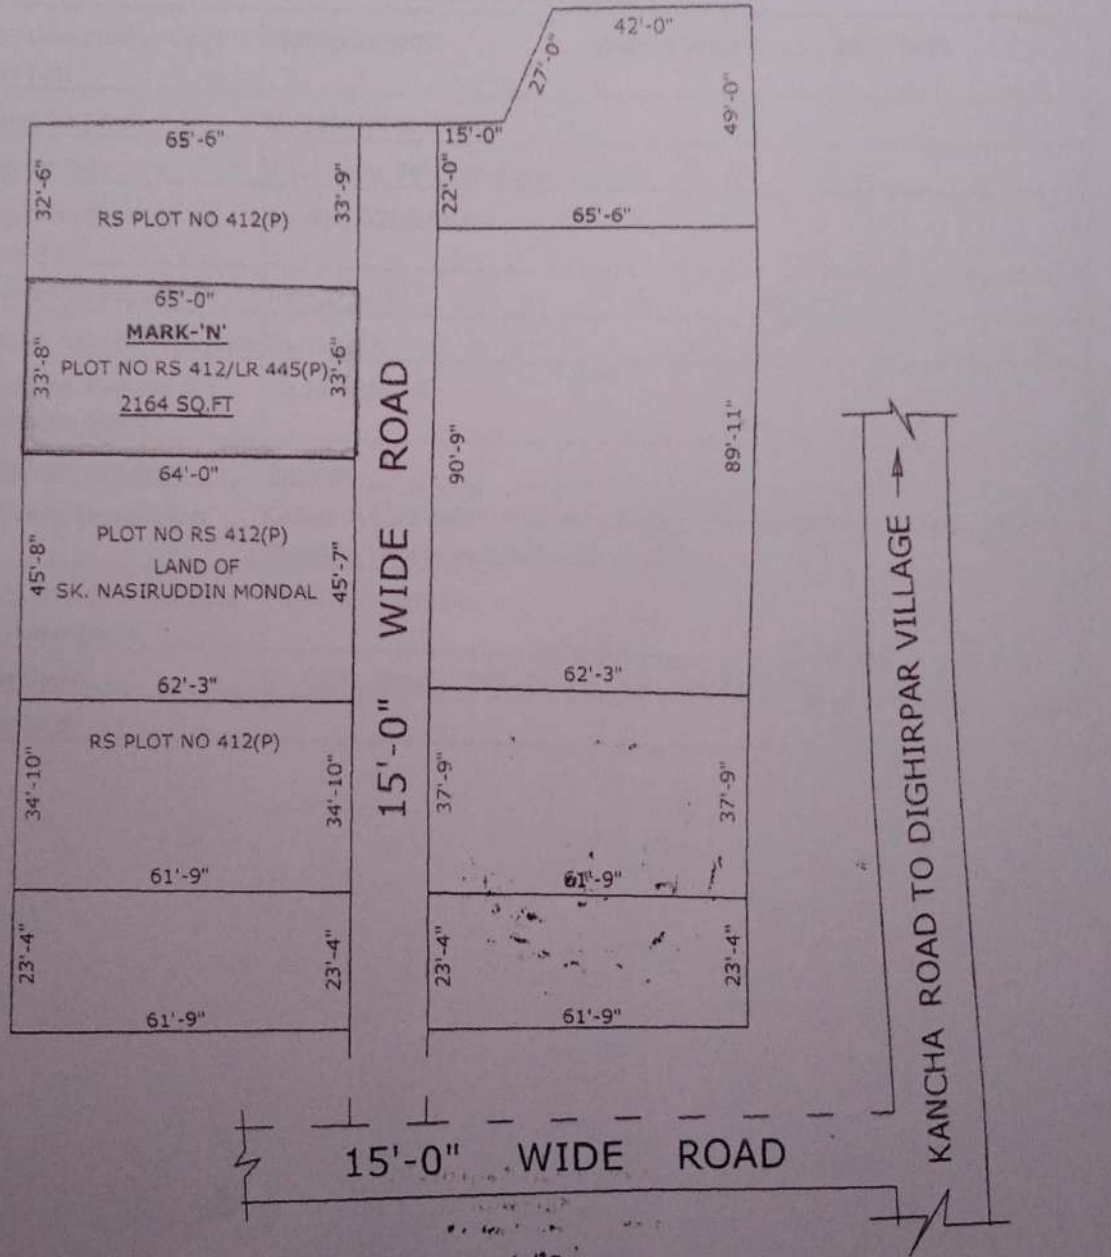 42'-0"
27'-0"
49'-0"
65'-6"
15'-0"
32'-6"
33'-9"
22'-0"
RS PLOT NO 412(P)
65'-6"
65'-0"
MARK-'N'
33'-8"
PLOT NO RS 412/LR 445(P)
33'-6"
2164 SQ.FT
64'-0"
90'-9"
89'-11"
PLOT NO RS 412(P)
LAND OF
SK. NASIRUDDIN MONDAL
45'-8"
45'-7"
62'-3"
62'-3"
RS PLOT NO 412(P)
34'-10"
34'-10"
37'-9"
37'-9"
61'-9"
61'-9"
23'-4"
23'-4"
23'-4"
23'-4"
61'-9"
61'-9"
15'-0" WIDE ROAD
KANCHA ROAD TO DIGHIRPAR VILLAGE →
15'-0" WIDE ROAD